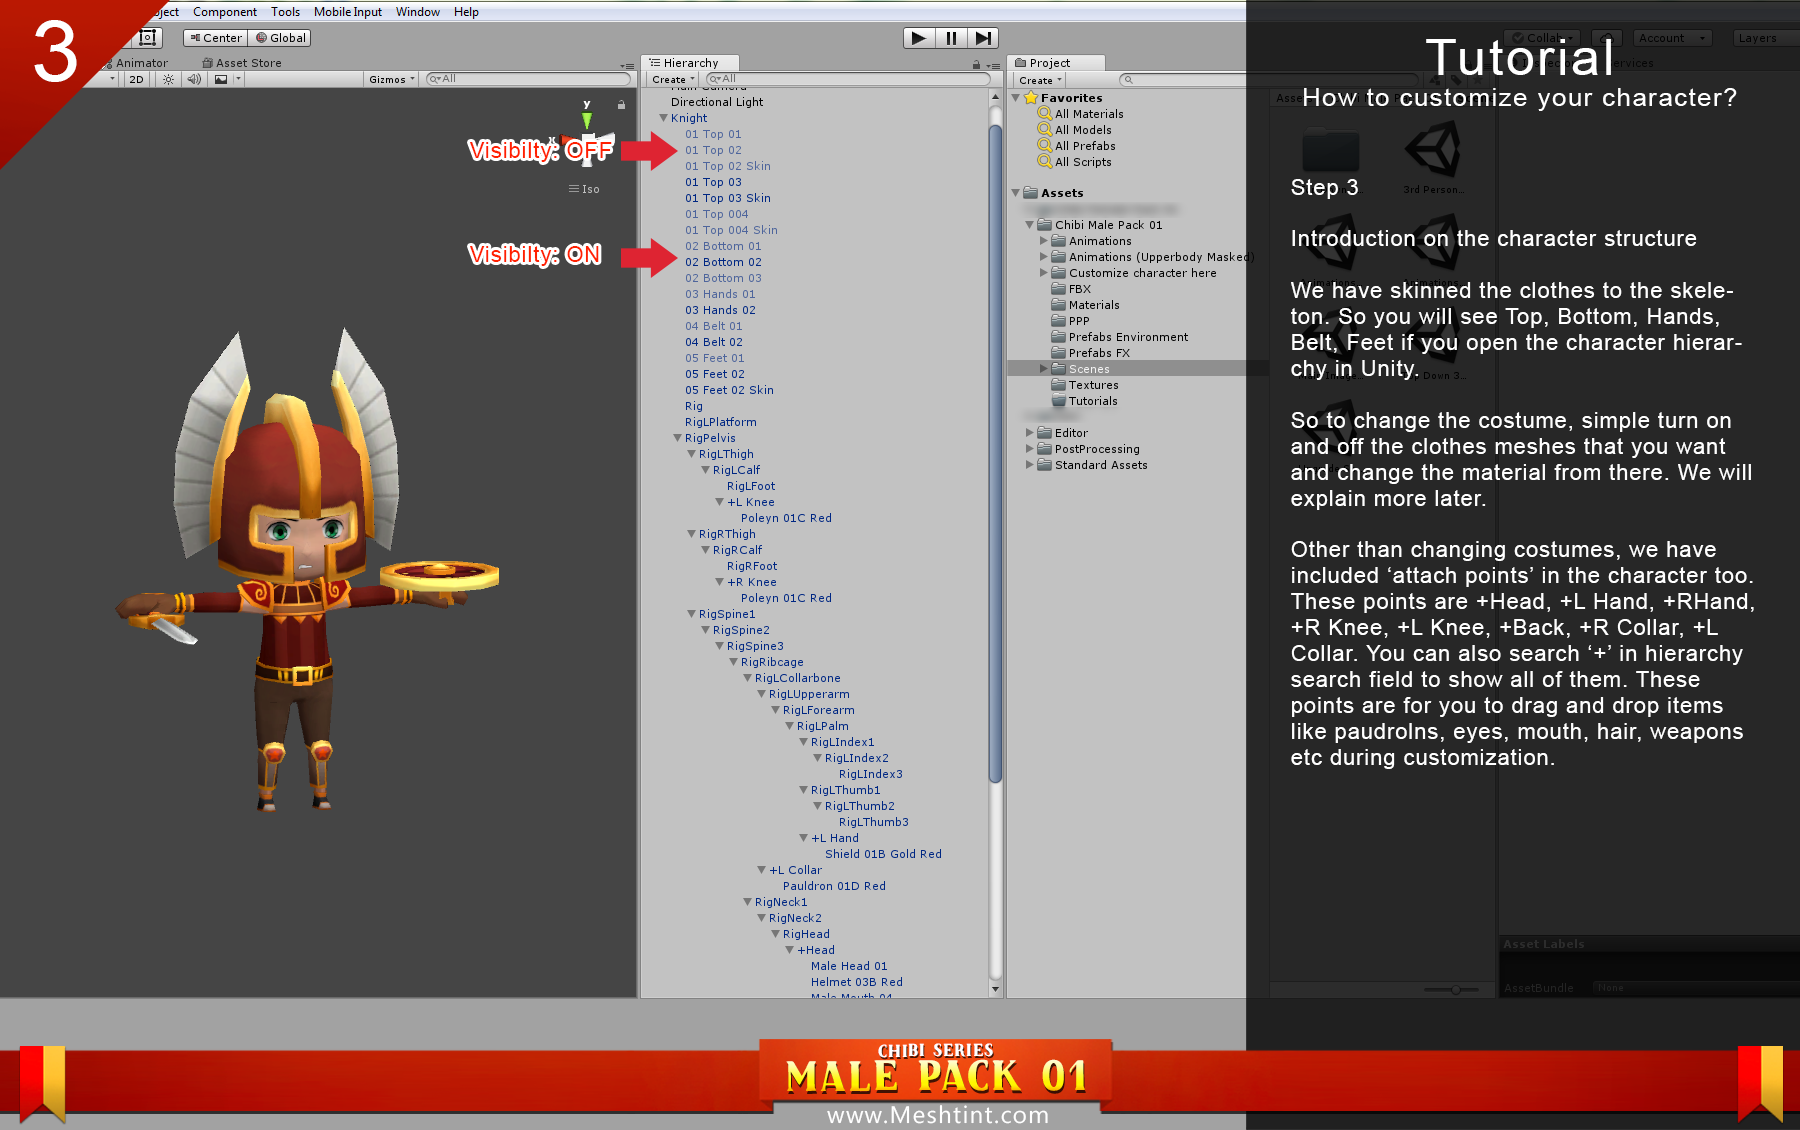 3
ject Component Tools Mobile Input Window Help
Center Global
Collab Account Layers
Animator Asset Store
2D Gizmos All
y
x
Iso
Visibilty: OFF
Visibilty: ON
Hierarchy
Create All
Main Camera
Directional Light
Knight
01 Top 01
01 Top 02
01 Top 02 Skin
01 Top 03
01 Top 03 Skin
01 Top 004
01 Top 004 Skin
02 Bottom 01
02 Bottom 02
02 Bottom 03
03 Hands 01
03 Hands 02
04 Belt 01
04 Belt 02
05 Feet 01
05 Feet 02
05 Feet 02 Skin
Rig
RigLPlatform
RigPelvis
RigLThigh
RigLCalf
RigLFoot
+L Knee
Poleyn 01C Red
RigRThigh
RigRCalf
RigRFoot
+R Knee
Poleyn 01C Red
RigSpine1
RigSpine2
RigSpine3
RigRibcage
RigLCollarbone
RigLUpperarm
RigLForearm
RigLPalm
RigLIndex1
RigLIndex2
RigLIndex3
RigLThumb1
RigLThumb2
RigLThumb3
+L Hand
Shield 01B Gold Red
+L Collar
Pauldron 01D Red
RigNeck1
RigNeck2
RigHead
+Head
Male Head 01
Helmet 03B Red
Male Mouth 04
Project
Create
Favorites
All Materials
All Models
All Prefabs
All Scripts
Assets
Chibi Male Pack 01
Animations
Animations (Upperbody Masked)
Customize character here
FBX
Materials
PPP
Prefabs Environment
Prefabs FX
Scenes
Textures
Tutorials
Editor
PostProcessing
Standard Assets
3rd Person...
Asset Labels
AssetBundle None
Tutorial
How to customize your character?
Step 3
Introduction on the character structure
We have skinned the clothes to the skele-
ton. So you will see Top, Bottom, Hands,
Belt, Feet if you open the character hierar-
chy in Unity.
So to change the costume, simple turn on
and off the clothes meshes that you want
and change the material from there. We will
explain more later.
Other than changing costumes, we have
included ‘attach points’ in the character too.
These points are +Head, +L Hand, +RHand,
+R Knee, +L Knee, +Back, +R Collar, +L
Collar. You can also search ‘+’ in hierarchy
search field to show all of them. These
points are for you to drag and drop items
like paudrolns, eyes, mouth, hair, weapons
etc during customization.
CHIBI SERIES
MALE PACK 01
www.Meshtint.com